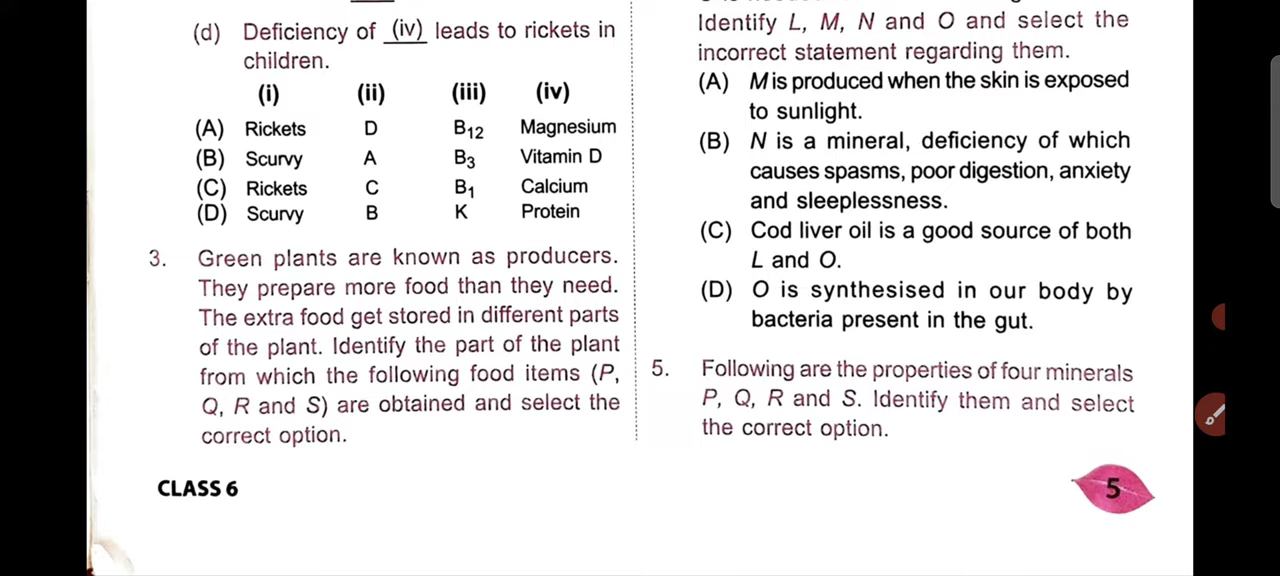 (d) Deficiency of (iv) leads to rickets in
children.
(i) (ii) (iii) (iv)
(A) Rickets D B12 Magnesium
(B) Scurvy A B3 Vitamin D
(C) Rickets C B1 Calcium
(D) Scurvy B K Protein
3. Green plants are known as producers.
They prepare more food than they need.
The extra food get stored in different parts
of the plant. Identify the part of the plant
from which the following food items (P,
Q, R and S) are obtained and select the
correct option.
Identify L, M, N and O and select the
incorrect statement regarding them.
(A) M is produced when the skin is exposed
to sunlight.
(B) N is a mineral, deficiency of which
causes spasms, poor digestion, anxiety
and sleeplessness.
(C) Cod liver oil is a good source of both
L and O.
(D) O is synthesised in our body by
bacteria present in the gut.
5. Following are the properties of four minerals
P, Q, R and S. Identify them and select
the correct option.
CLASS 6
5